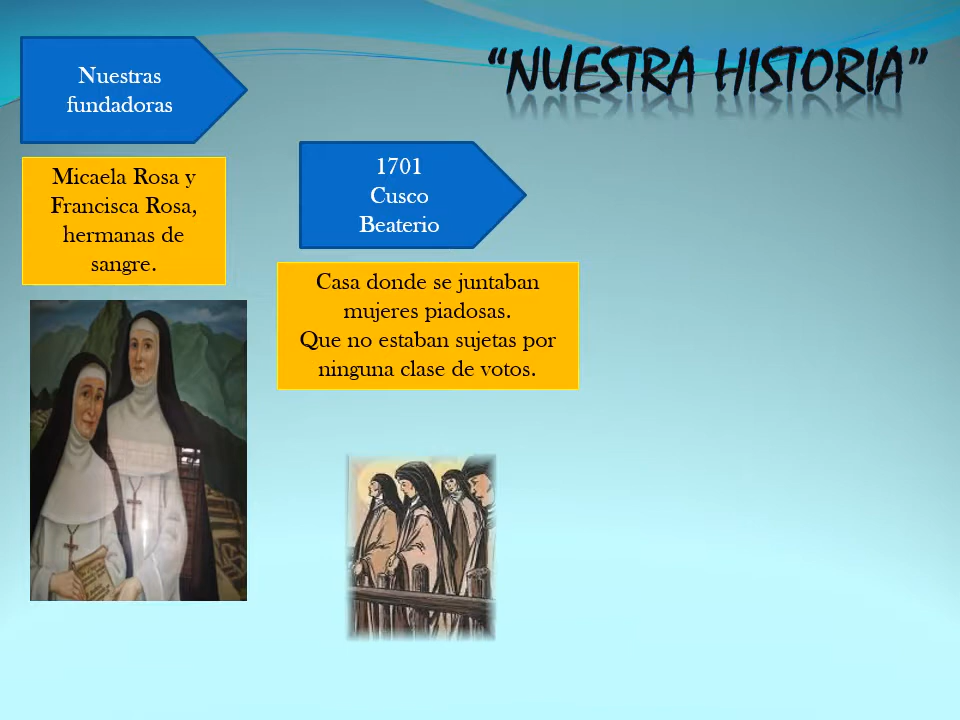 “NUESTRA HISTORIA”
Nuestras
fundadoras
Micaela Rosa y
Francisca Rosa,
hermanas de
sangre.
1701
Cusco
Beaterio
Casa donde se juntaban
mujeres piadosas.
Que no estaban sujetas por
ninguna clase de votos.